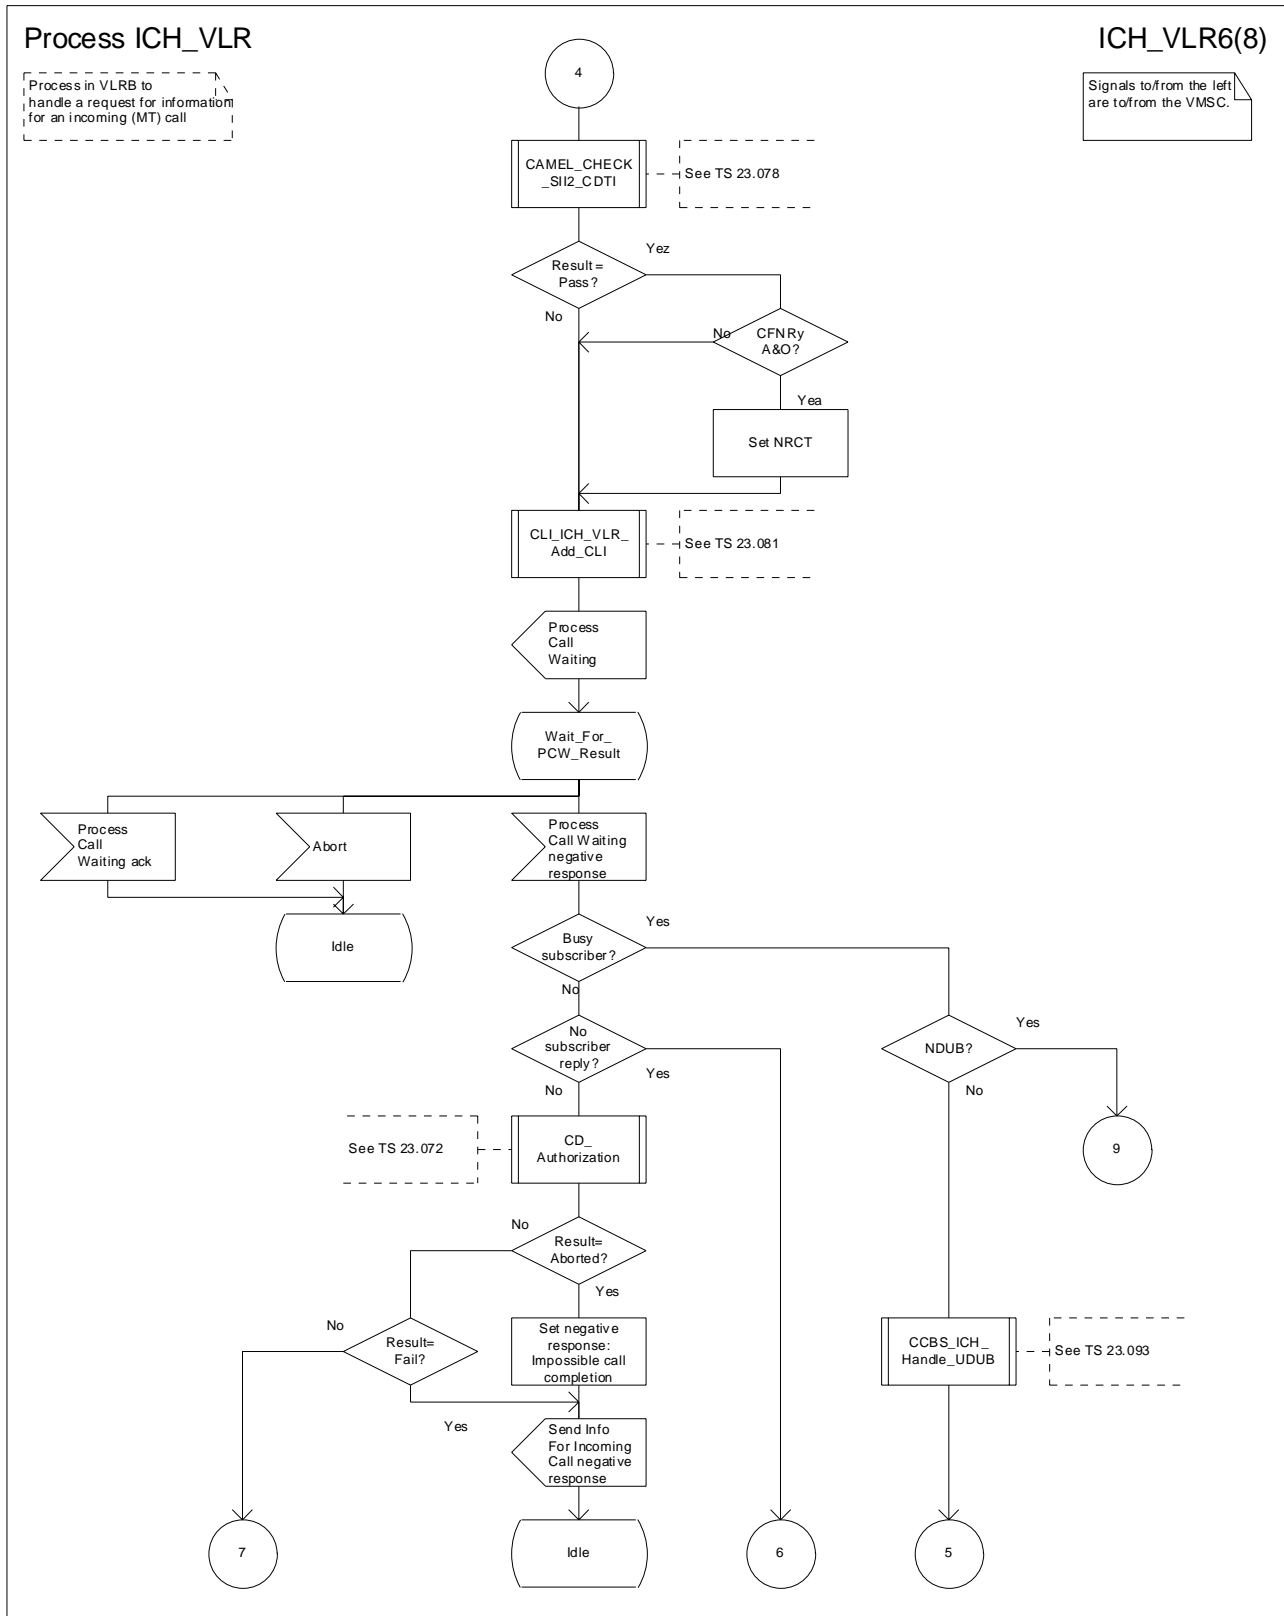 Process ICH_VLR
ICH_VLR6(8)
Process in VLRB to
handle a request for information
for an incoming (MT) call
Signals to/from the left
are to/from the VMSC.
4
CAMEL_CHECK
_SII2_CDTI
See TS 23.078
Yez
Result=
Pass?
No
No
CFNRy
A&O?
Yea
Set NRCT
CLI_ICH_VLR_
Add_CLI
See TS 23.081
Process
Call
Waiting
Wait_For_
PCW_Result
Process
Call
Waiting ack
Abort
Process
Call Waiting
negative
response
Idle
Busy
subscriber?
Yes
No
No
subscriber
reply?
Yes
No
NDUB?
Yes
No
9
See TS 23.072
CD_
Authorization
No
Result=
Aborted?
Yes
No
Result=
Fail?
Yes
Set negative
response:
Impossible call
completion
CCBS_ICH_
Handle_UDUB
See TS 23.093
Send Info
For Incoming
Call negative
response
7
Idle
6
5